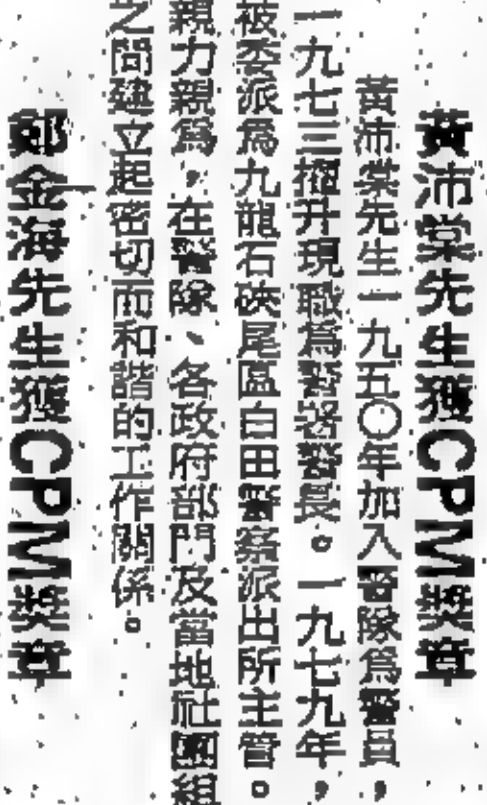 黃沛棠先生獲CPM獎章
黃沛棠先生一九五〇年加入警隊為警員，
一九七三擢升現職為警署警長。一九七九年，
被委派為九龍石硤尾區白田警察派出所主管。
親力親為，在警隊、各政府部門及當地社團組
之間建立起密切而和諧的工作關係。
鄺金海先生獲CPM獎章